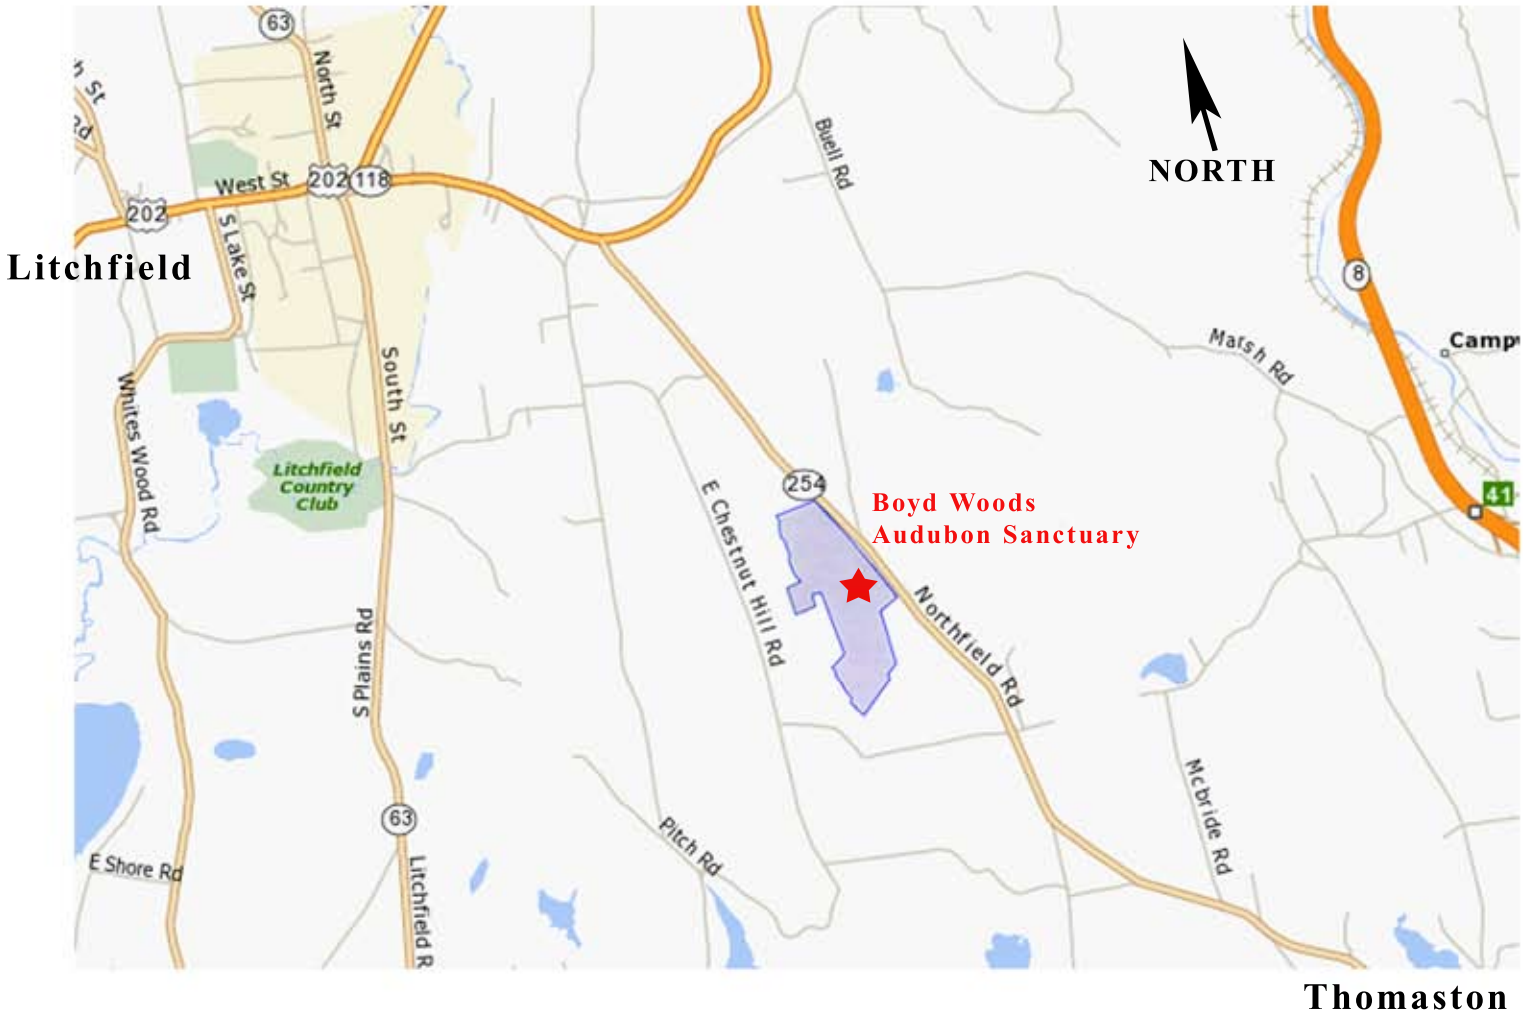 63
North St
h St
Rd
Buell Rd
NORTH
West St
202
118
202
S Lake St
Litchfield
8
Marsh Rd
Camp
South St
Whites Wood Rd
Litchfield
Country
Club
254
E Chestnut Hill Rd
Boyd Woods
Audubon Sanctuary
41
Northfield Rd
S Plains Rd
63
Mcbride Rd
Pitch Rd
E Shore Rd
Litchfield R
Thomaston